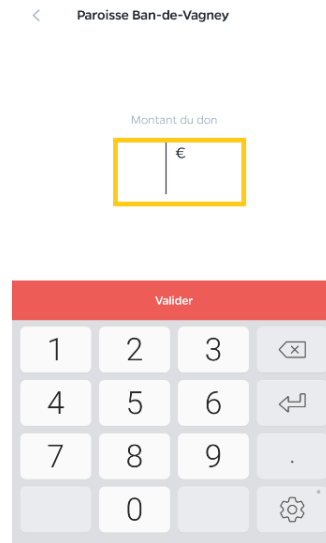 Paroisse Ban-de-Vagney
Montant du don
€
Valider
1 2 3
4 5 6
7 8 9 .
0